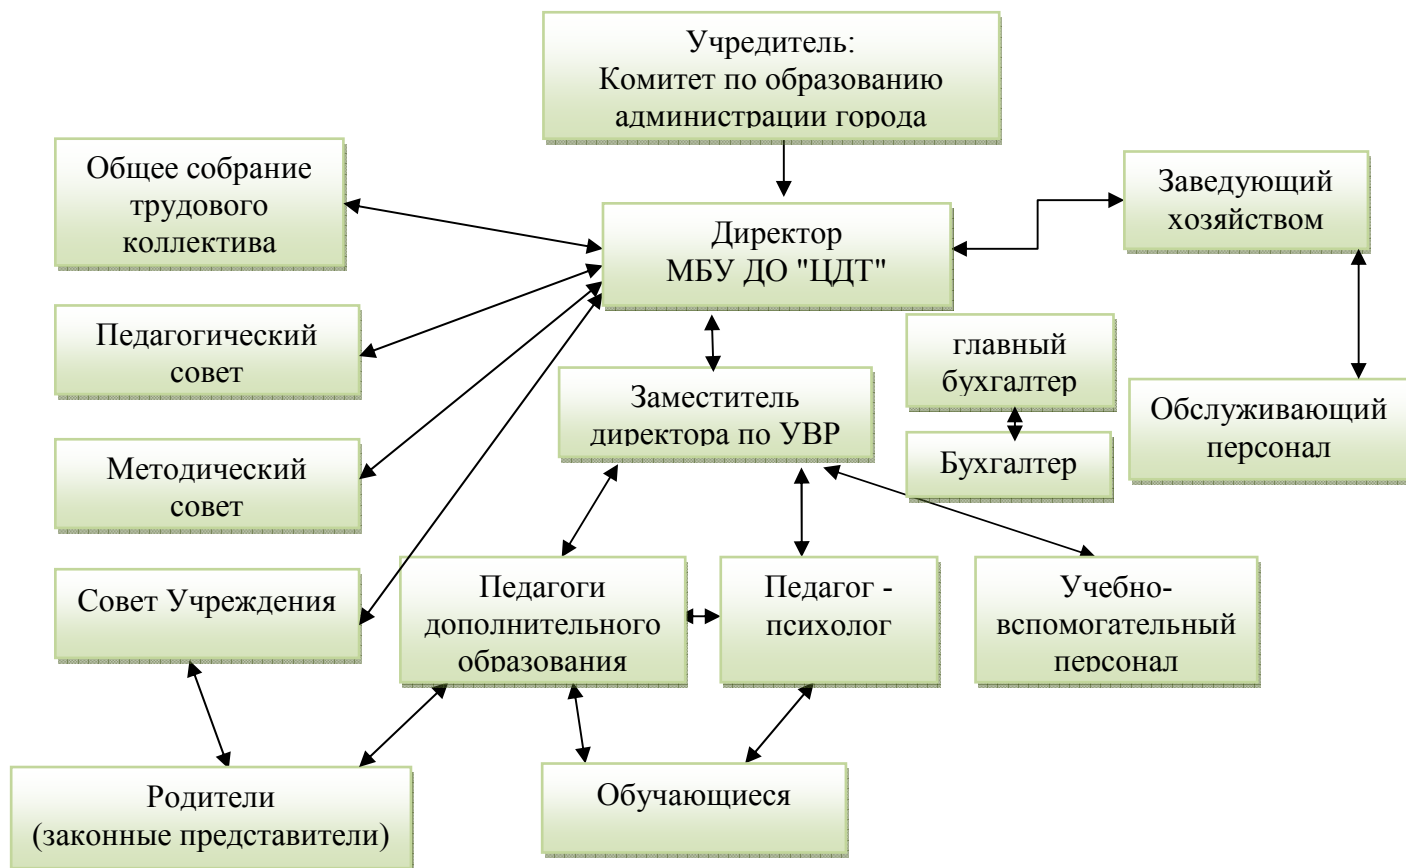 Учредитель:
Комитет по образованию
администрации города
Общее собрание
трудового
коллектива
Заведующий
хозяйством
Директор
МБУ ДО "ЦДТ"
Педагогический
совет
главный
бухгалтер
Заместитель
директора по УВР
Обслуживающий
персонал
Методический
совет
Бухгалтер
Совет Учреждения
Педагоги
дополнительного
образования
Педагог -
психолог
Учебно-
вспомогательный
персонал
Родители
(законные представители)
Обучающиеся